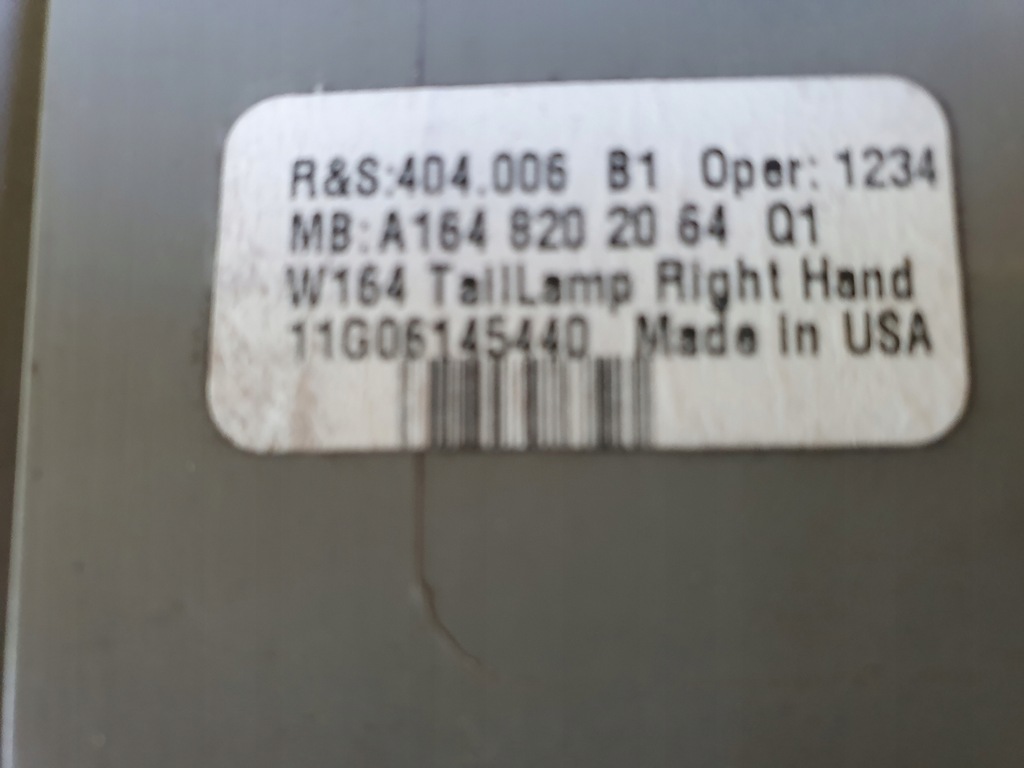 R&S:404.006 B1 Oper: 1234
MB:A164 820 20 64 Q1
W164 TailLamp Right Hand
11G06145440 Made in USA